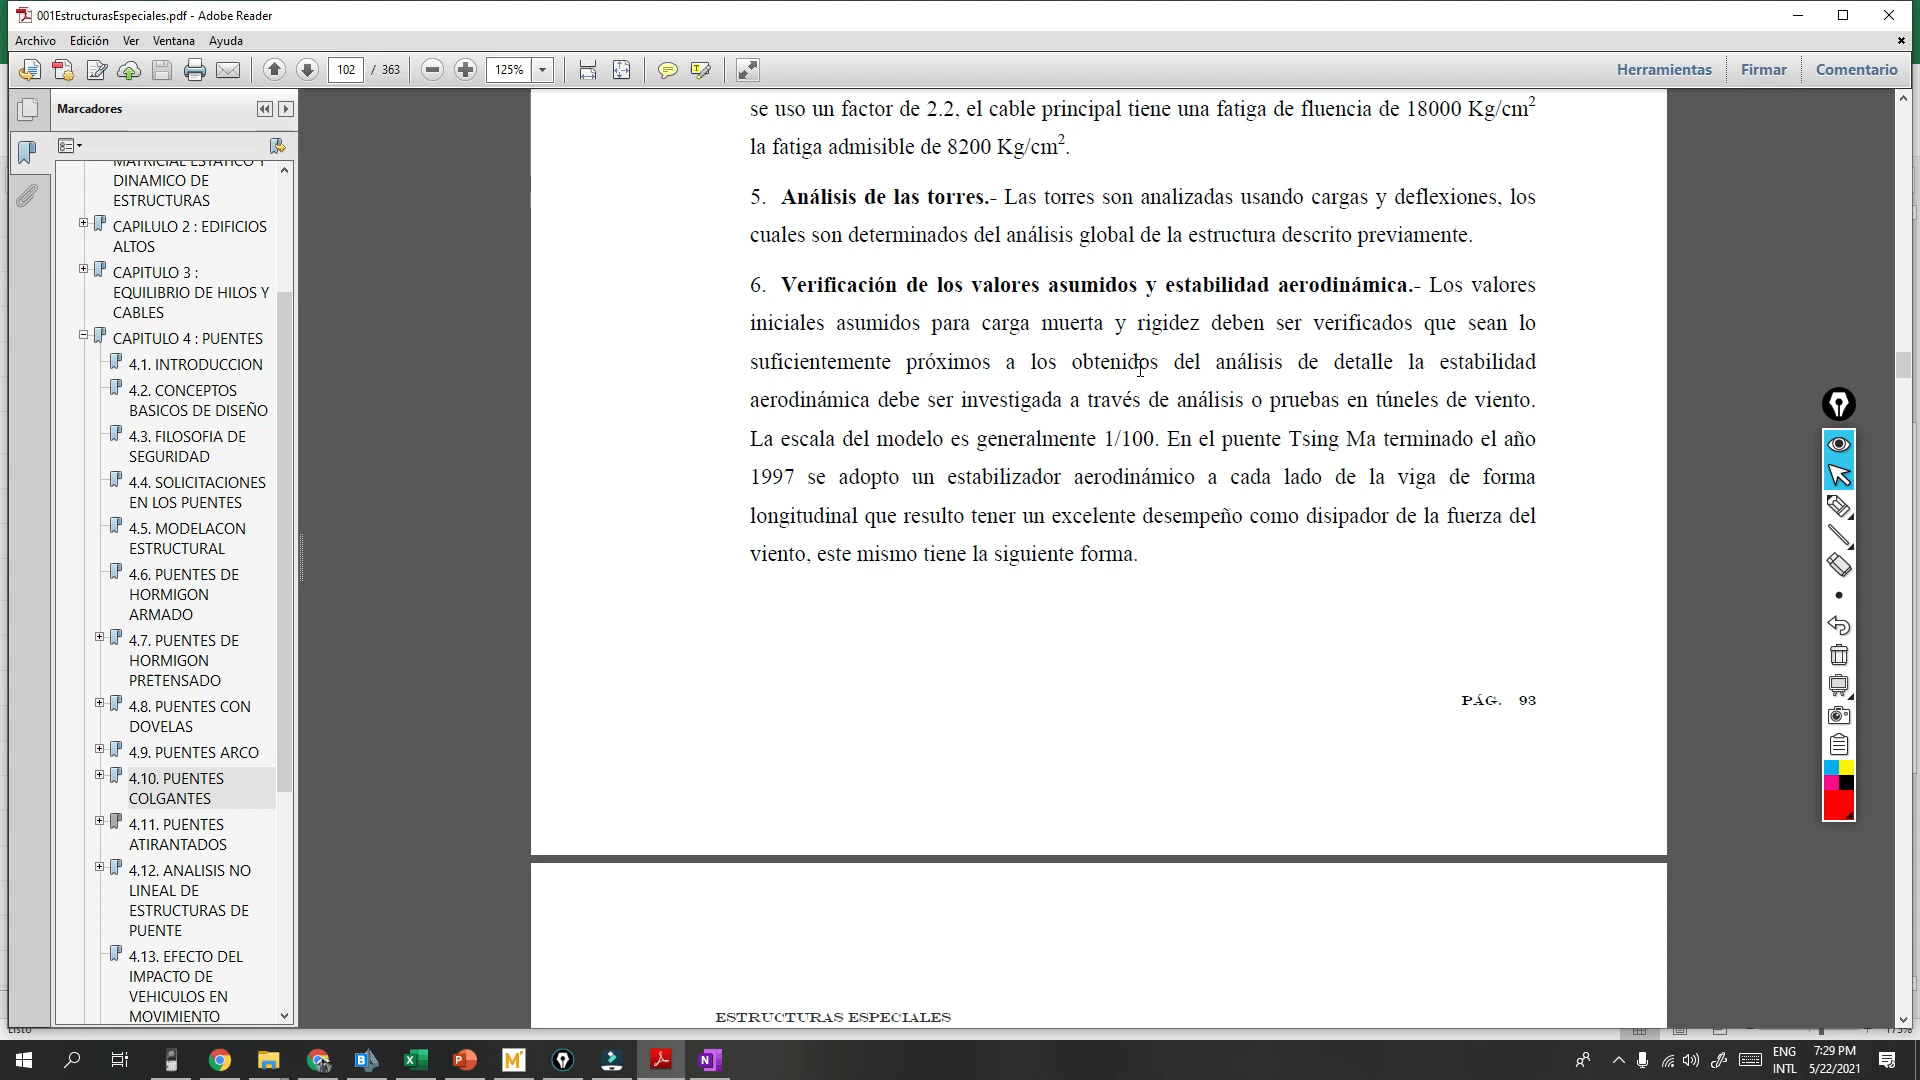 001EstructurasEspeciales.pdf - Adobe Reader
Archivo Edición Ver Ventana Ayuda
102 / 363 125% Herramientas Firmar Comentario
Marcadores
MATRICIAL ESTATICO Y
DINAMICO DE
ESTRUCTURAS
CAPILULO 2 : EDIFICIOS
ALTOS
CAPITULO 3 :
EQUILIBRIO DE HILOS Y
CABLES
CAPITULO 4 : PUENTES
4.1. INTRODUCCION
4.2. CONCEPTOS
BASICOS DE DISEÑO
4.3. FILOSOFIA DE
SEGURIDAD
4.4. SOLICITACIONES
EN LOS PUENTES
4.5. MODELACON
ESTRUCTURAL
4.6. PUENTES DE
HORMIGON
ARMADO
4.7. PUENTES DE
HORMIGON
PRETENSADO
4.8. PUENTES CON
DOVELAS
4.9. PUENTES ARCO
4.10. PUENTES
COLGANTES
4.11. PUENTES
ATIRANTADOS
4.12. ANALISIS NO
LINEAL DE
ESTRUCTURAS DE
PUENTE
4.13. EFECTO DEL
IMPACTO DE
VEHICULOS EN
MOVIMIENTO
se uso un factor de 2.2, el cable principal tiene una fatiga de fluencia de 18000 Kg/cm²
la fatiga admisible de 8200 Kg/cm².
5. Análisis de las torres.- Las torres son analizadas usando cargas y deflexiones, los
cuales son determinados del análisis global de la estructura descrito previamente.
6. Verificación de los valores asumidos y estabilidad aerodinámica.- Los valores
iniciales asumidos para carga muerta y rigidez deben ser verificados que sean lo
suficientemente próximos a los obtenidos del análisis de detalle la estabilidad
aerodinámica debe ser investigada a través de análisis o pruebas en túneles de viento.
La escala del modelo es generalmente 1/100. En el puente Tsing Ma terminado el año
1997 se adopto un estabilizador aerodinámico a cada lado de la viga de forma
longitudinal que resulto tener un excelente desempeño como disipador de la fuerza del
viento, este mismo tiene la siguiente forma.
PÁG. 93
ESTRUCTURAS ESPECIALES
Listo
175%
ENG
INTL
7:29 PM
5/22/2021